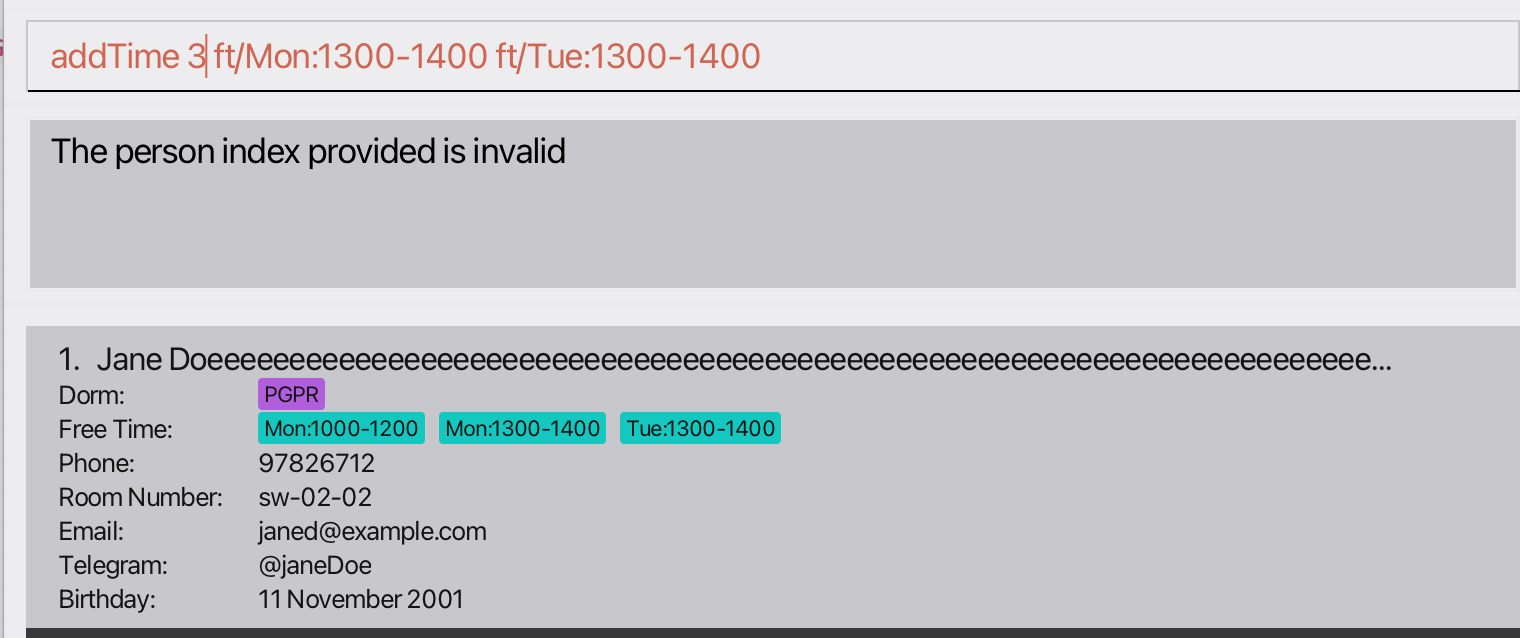 addTime 3 ft/Mon:1300-1400 ft/Tue:1300-1400
The person index provided is invalid
1. Jane Doeeeeeeeeeeeeeeeeeeeeeeeeeeeeeeeeeeeeeeeeeeeeeeeeeeeeeeeeeeeeeeeeeeeeeee...
Dorm: PGPR
Free Time: Mon:1000-1200 Mon:1300-1400 Tue:1300-1400
Phone: 97826712
Room Number: sw-02-02
Email: janed@example.com
Telegram: @janeDoe
Birthday: 11 November 2001